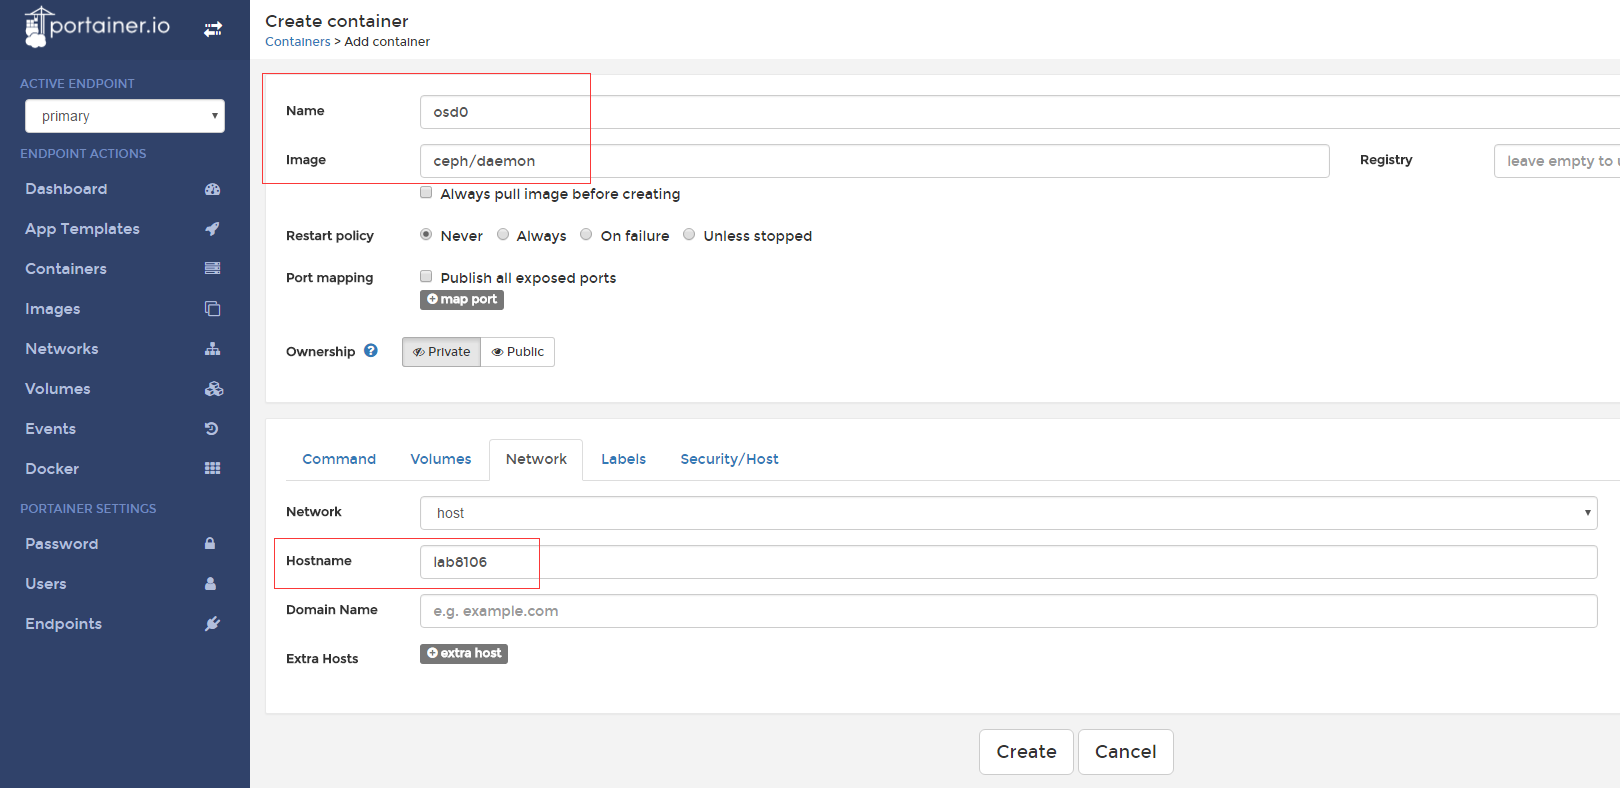 portainer.io
ACTIVE ENDPOINT
primary
ENDPOINT ACTIONS
Dashboard
App Templates
Containers
Images
Networks
Volumes
Events
Docker
PORTAINER SETTINGS
Password
Users
Endpoints
Create container
Containers > Add container
Name osd0
Image ceph/daemon Registry leave empty to
Always pull image before creating
Restart policy Never Always On failure Unless stopped
Port mapping Publish all exposed ports
map port
Ownership Private Public
Command Volumes Network Labels Security/Host
Network host
Hostname lab8106
Domain Name e.g. example.com
Extra Hosts extra host
Create Cancel